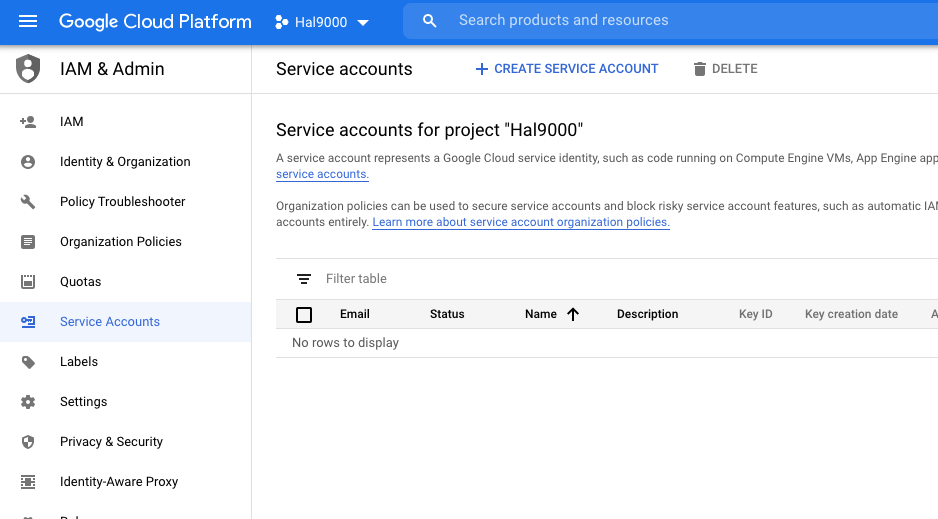 Google Cloud Platform Hal9000 Search products and resources
IAM & Admin
Service accounts + CREATE SERVICE ACCOUNT DELETE
IAM
Identity & Organization
Policy Troubleshooter
Organization Policies
Quotas
Service Accounts
Labels
Settings
Privacy & Security
Identity-Aware Proxy
Service accounts for project "Hal9000"
A service account represents a Google Cloud service identity, such as code running on Compute Engine VMs, App Engine app
service accounts.
Organization policies can be used to secure service accounts and block risky service account features, such as automatic IAM
accounts entirely. Learn more about service account organization policies.
Filter table
Email Status Name Description Key ID Key creation date A
No rows to display